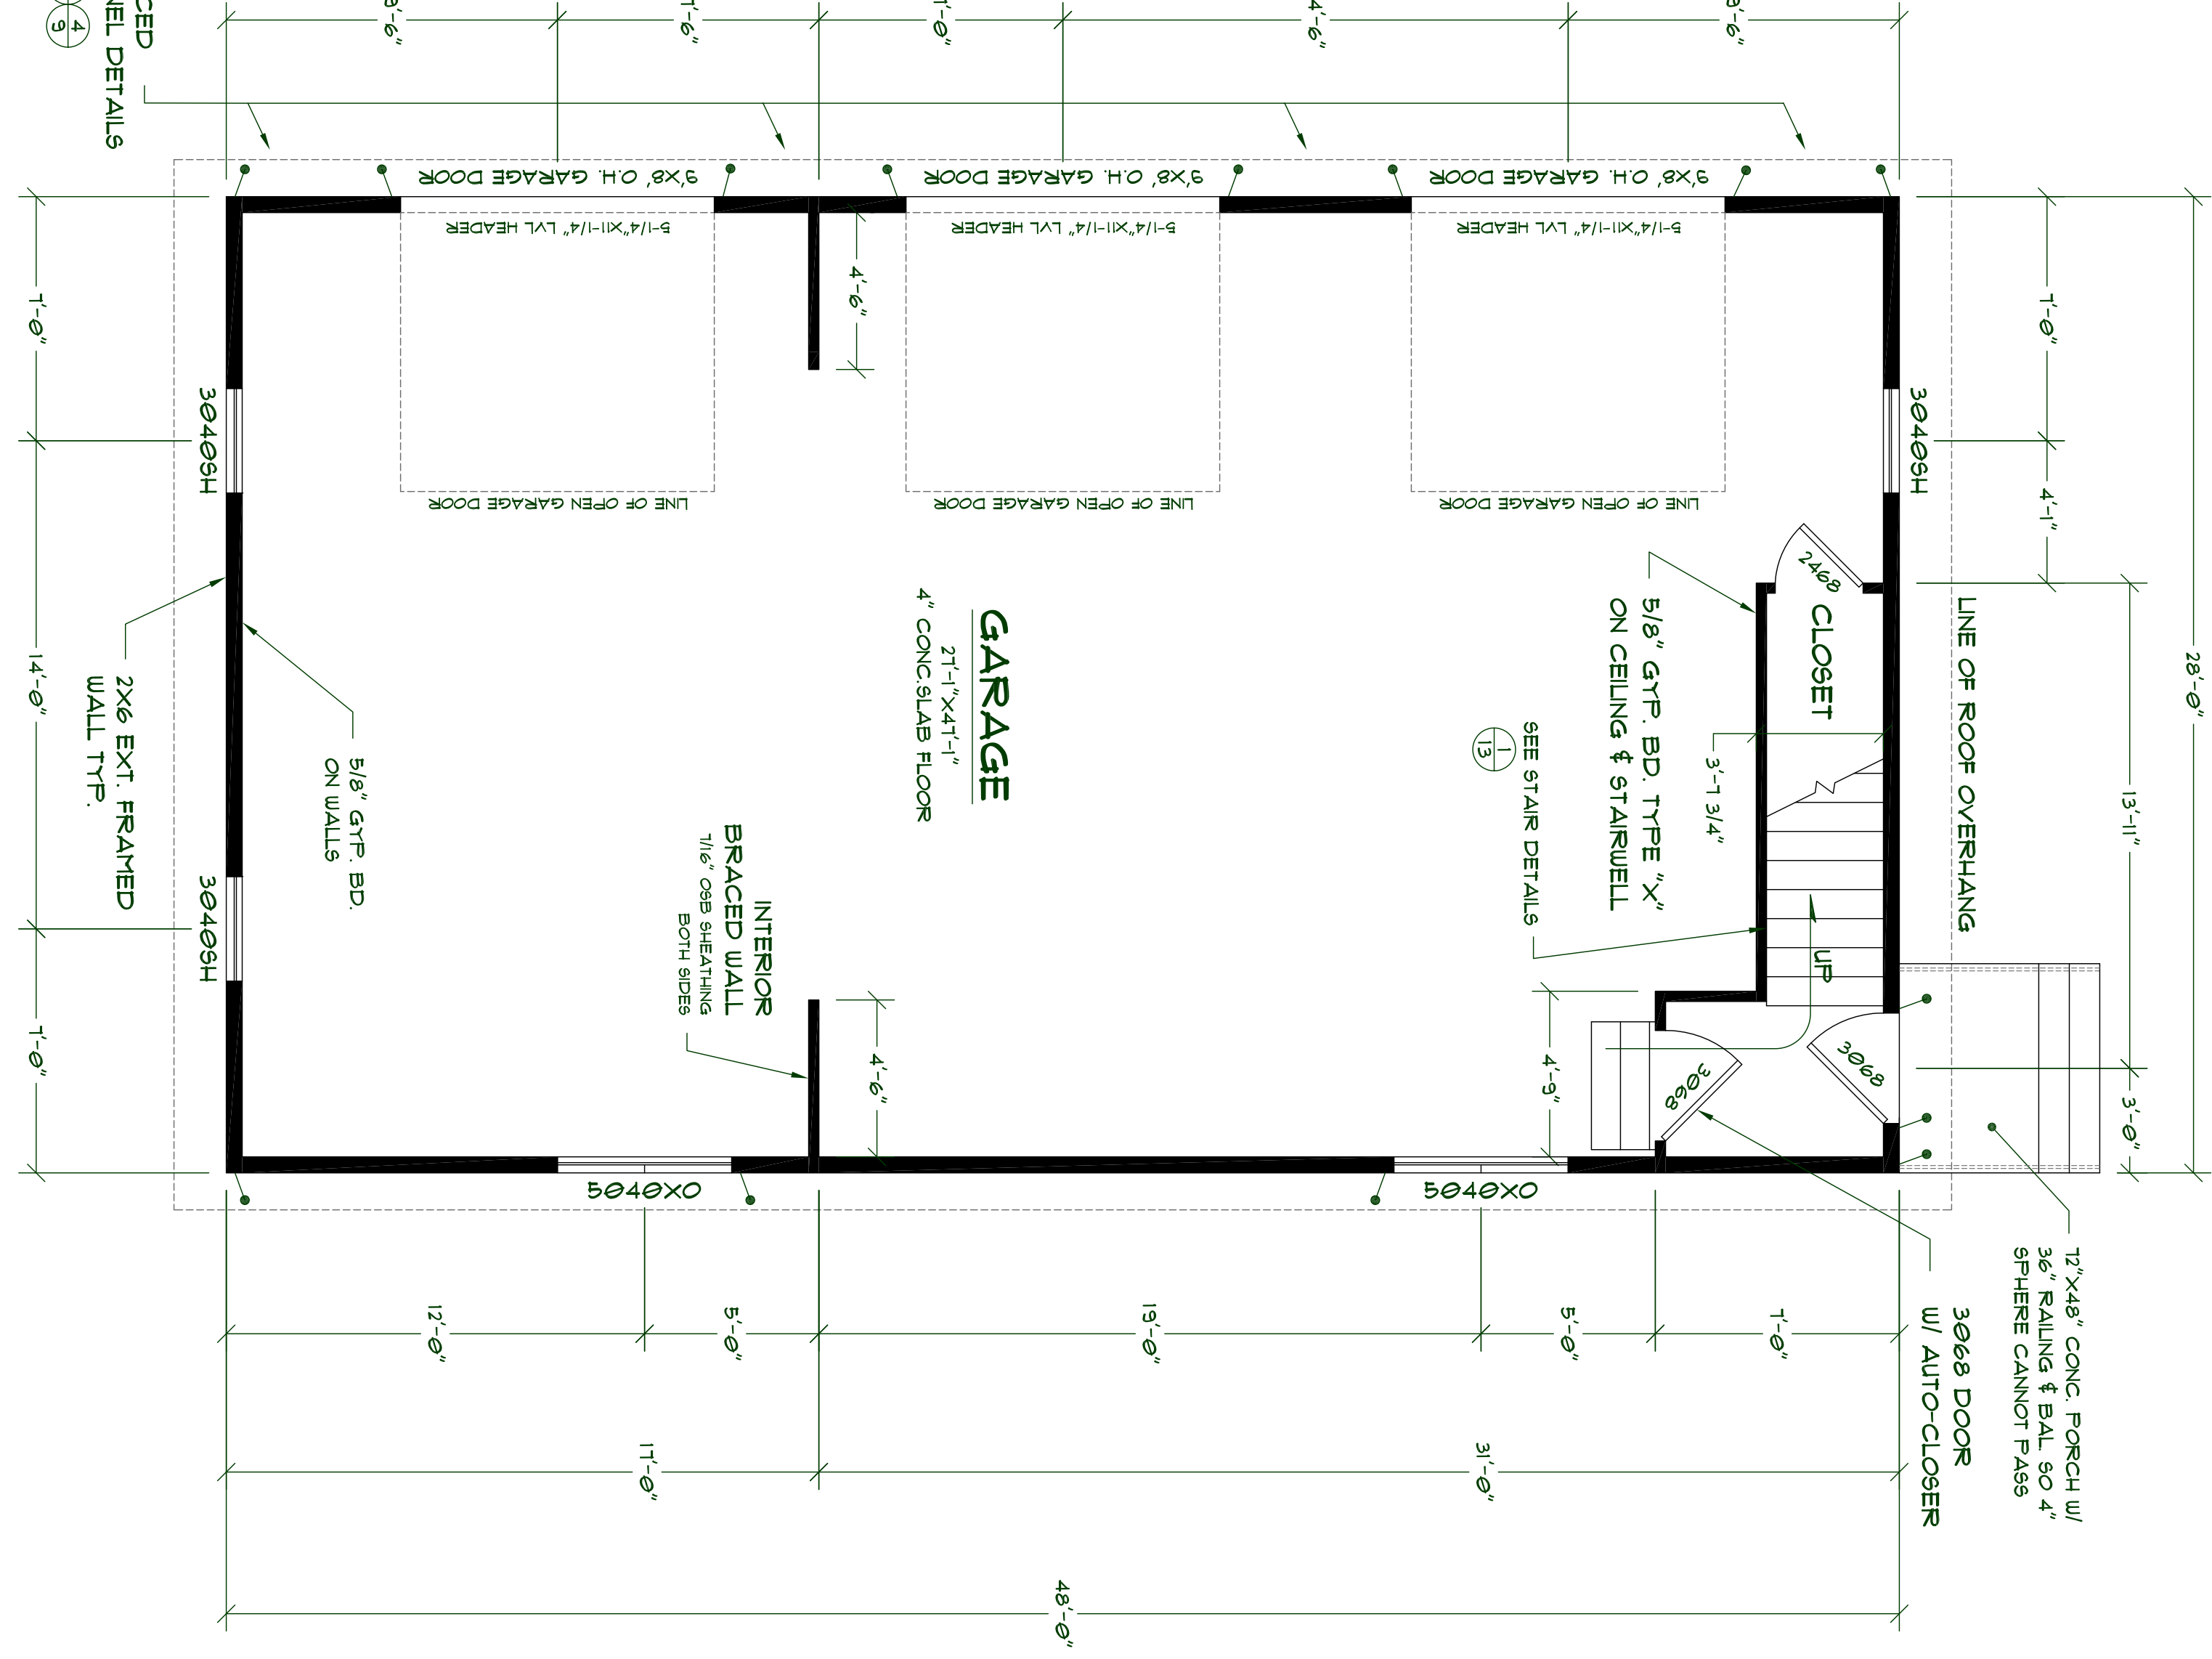 CED
NEL DETAILS
4
9
7'-6"
7'-0"
9'X8' O.H. GARAGE DOOR
9'X8' O.H. GARAGE DOOR
9'X8' O.H. GARAGE DOOR
5-1/4"X11-1/4" LVL HEADER
5-1/4"X11-1/4" LVL HEADER
5-1/4"X11-1/4" LVL HEADER
LINE OF OPEN GARAGE DOOR
LINE OF OPEN GARAGE DOOR
LINE OF OPEN GARAGE DOOR
4'-6"
7'-0"
14'-0"
7'-0"
3040SH
3040SH
2X6 EXT. FRAMED
WALL TYP.
5/8" GYP. BD.
ON WALLS
INTERIOR
BRACED WALL
7/16" OSB SHEATHING
BOTH SIDES
4'-6"
GARAGE
27'-1"X47'-1"
4" CONC.SLAB FLOOR
SEE STAIR DETAILS
1
13
5/8" GYP. BD. TYPE "X"
ON CEILING & STAIRWELL
3'-7 3/4"
2468
CLOSET
UP
3068
3068
4'-9"
3040SH
LINE OF ROOF OVERHANG
7'-0"
4'-1"
13'-11"
3'-0"
28'-0"
72"X48" CONC. PORCH W/
36" RAILING & BAL. SO 4"
SPHERE CANNOT PASS
3068 DOOR
W/ AUTO-CLOSER
5040XO
5040XO
12'-0"
5'-0"
19'-0"
5'-0"
7'-0"
17'-0"
31'-0"
48'-0"